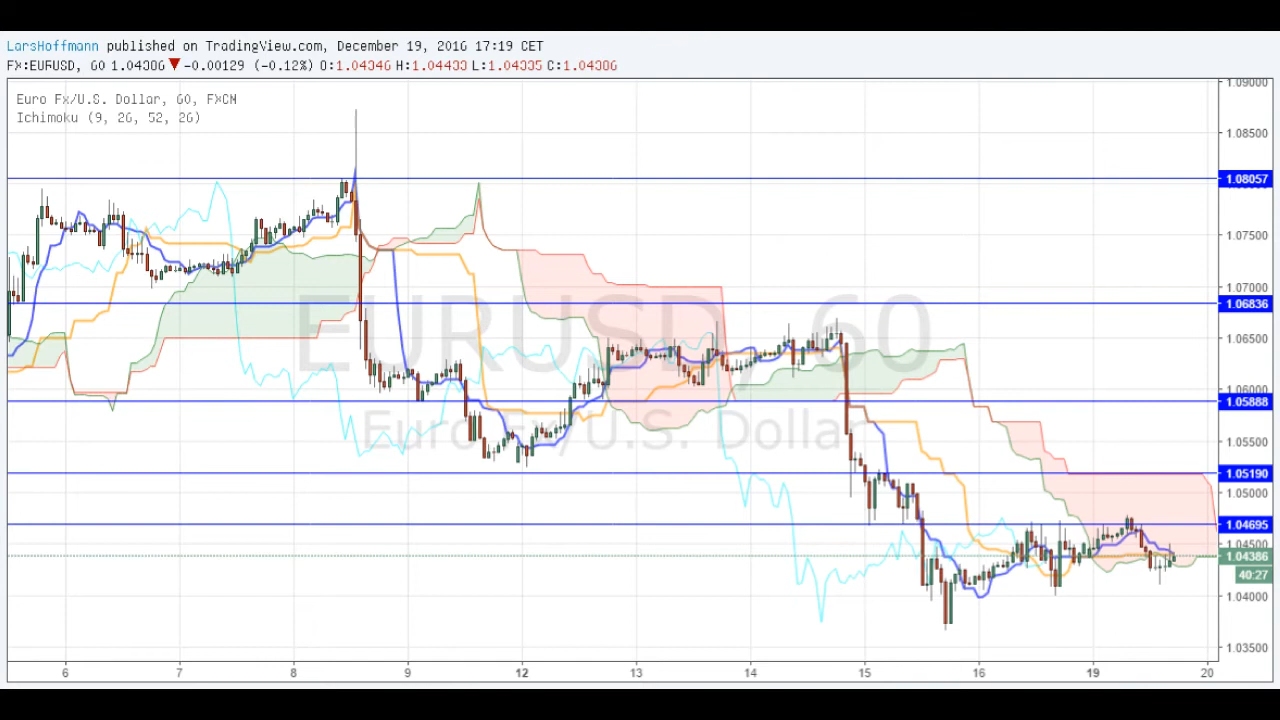 LarsHoffmann published on TradingView.com, December 19, 2016 17:19 CET
FX:EURUSD, 60 1.04386 ▼ -0.00129 (-0.12%) O:1.04346 H:1.04433 L:1.04335 C:1.04386
Euro Fx/U.S. Dollar, 60, FXCM
Ichimoku (9, 26, 52, 26)
EURUSD, 60
Euro Fx/U.S. Dollar
1.09000
1.08500
1.08057
1.07500
1.07000
1.06836
1.06500
1.06000
1.05888
1.05500
1.05190
1.05000
1.04695
1.04500
1.04386
40:27
1.04000
1.03500
6 7 8 9 12 13 14 15 16 19 20